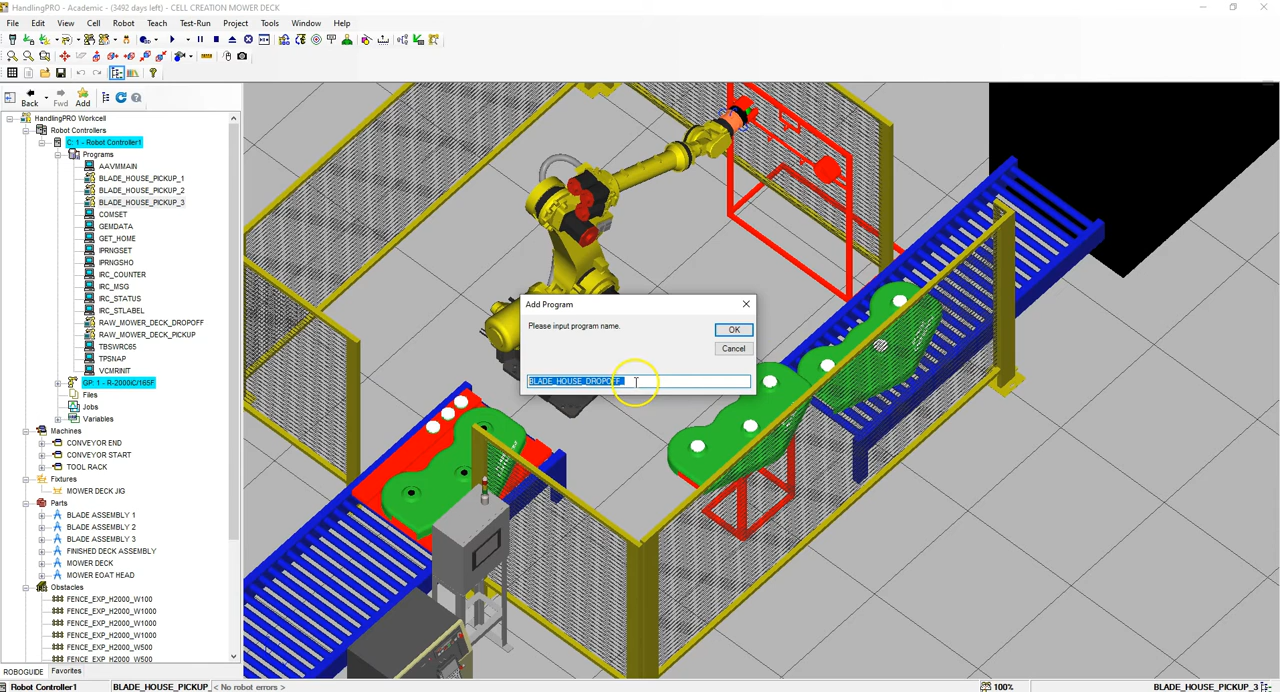 HandlingPRO - Academic - (3492 days left) - CELL CREATION MOWER DECK
File Edit View Cell Robot Teach Test-Run Project Tools Window Help
Back Fwd Add
HandlingPRO Workcell
Robot Controllers
C: 1 - Robot Controller1
Programs
AAVMMAIN
BLADE_HOUSE_PICKUP_1
BLADE_HOUSE_PICKUP_2
BLADE_HOUSE_PICKUP_3
COMSET
GEMDATA
GET_HOME
IPRNGSET
IPRNGSHO
IRC_COUNTER
IRC_MSG
IRC_STATUS
IRC_STLABEL
RAW_MOWER_DECK_DROPOFF
RAW_MOWER_DECK_PICKUP
TBSWRC65
TPSNAP
VCMRINIT
GP: 1 - R-2000iC/165F
Files
Jobs
Variables
Machines
CONVEYOR END
CONVEYOR START
TOOL RACK
Fixtures
MOWER DECK JIG
Parts
BLADE ASSEMBLY 1
BLADE ASSEMBLY 2
BLADE ASSEMBLY 3
FINISHED DECK ASSEMBLY
MOWER DECK
MOWER EOAT HEAD
Obstacles
FENCE_EXP_H2000_W100
FENCE_EXP_H2000_W1000
FENCE_EXP_H2000_W1000
FENCE_EXP_H2000_W1000
FENCE_EXP_H2000_W500
FENCE_EXP_H2000_W500
ROBOGUIDE Favorites
Add Program
Please input program name.
OK
Cancel
BLADE_HOUSE_DROPOFF_
Robot Controller1 BLADE_HOUSE_PICKUP_ < No robot errors > 100% BLADE_HOUSE_PICKUP_3